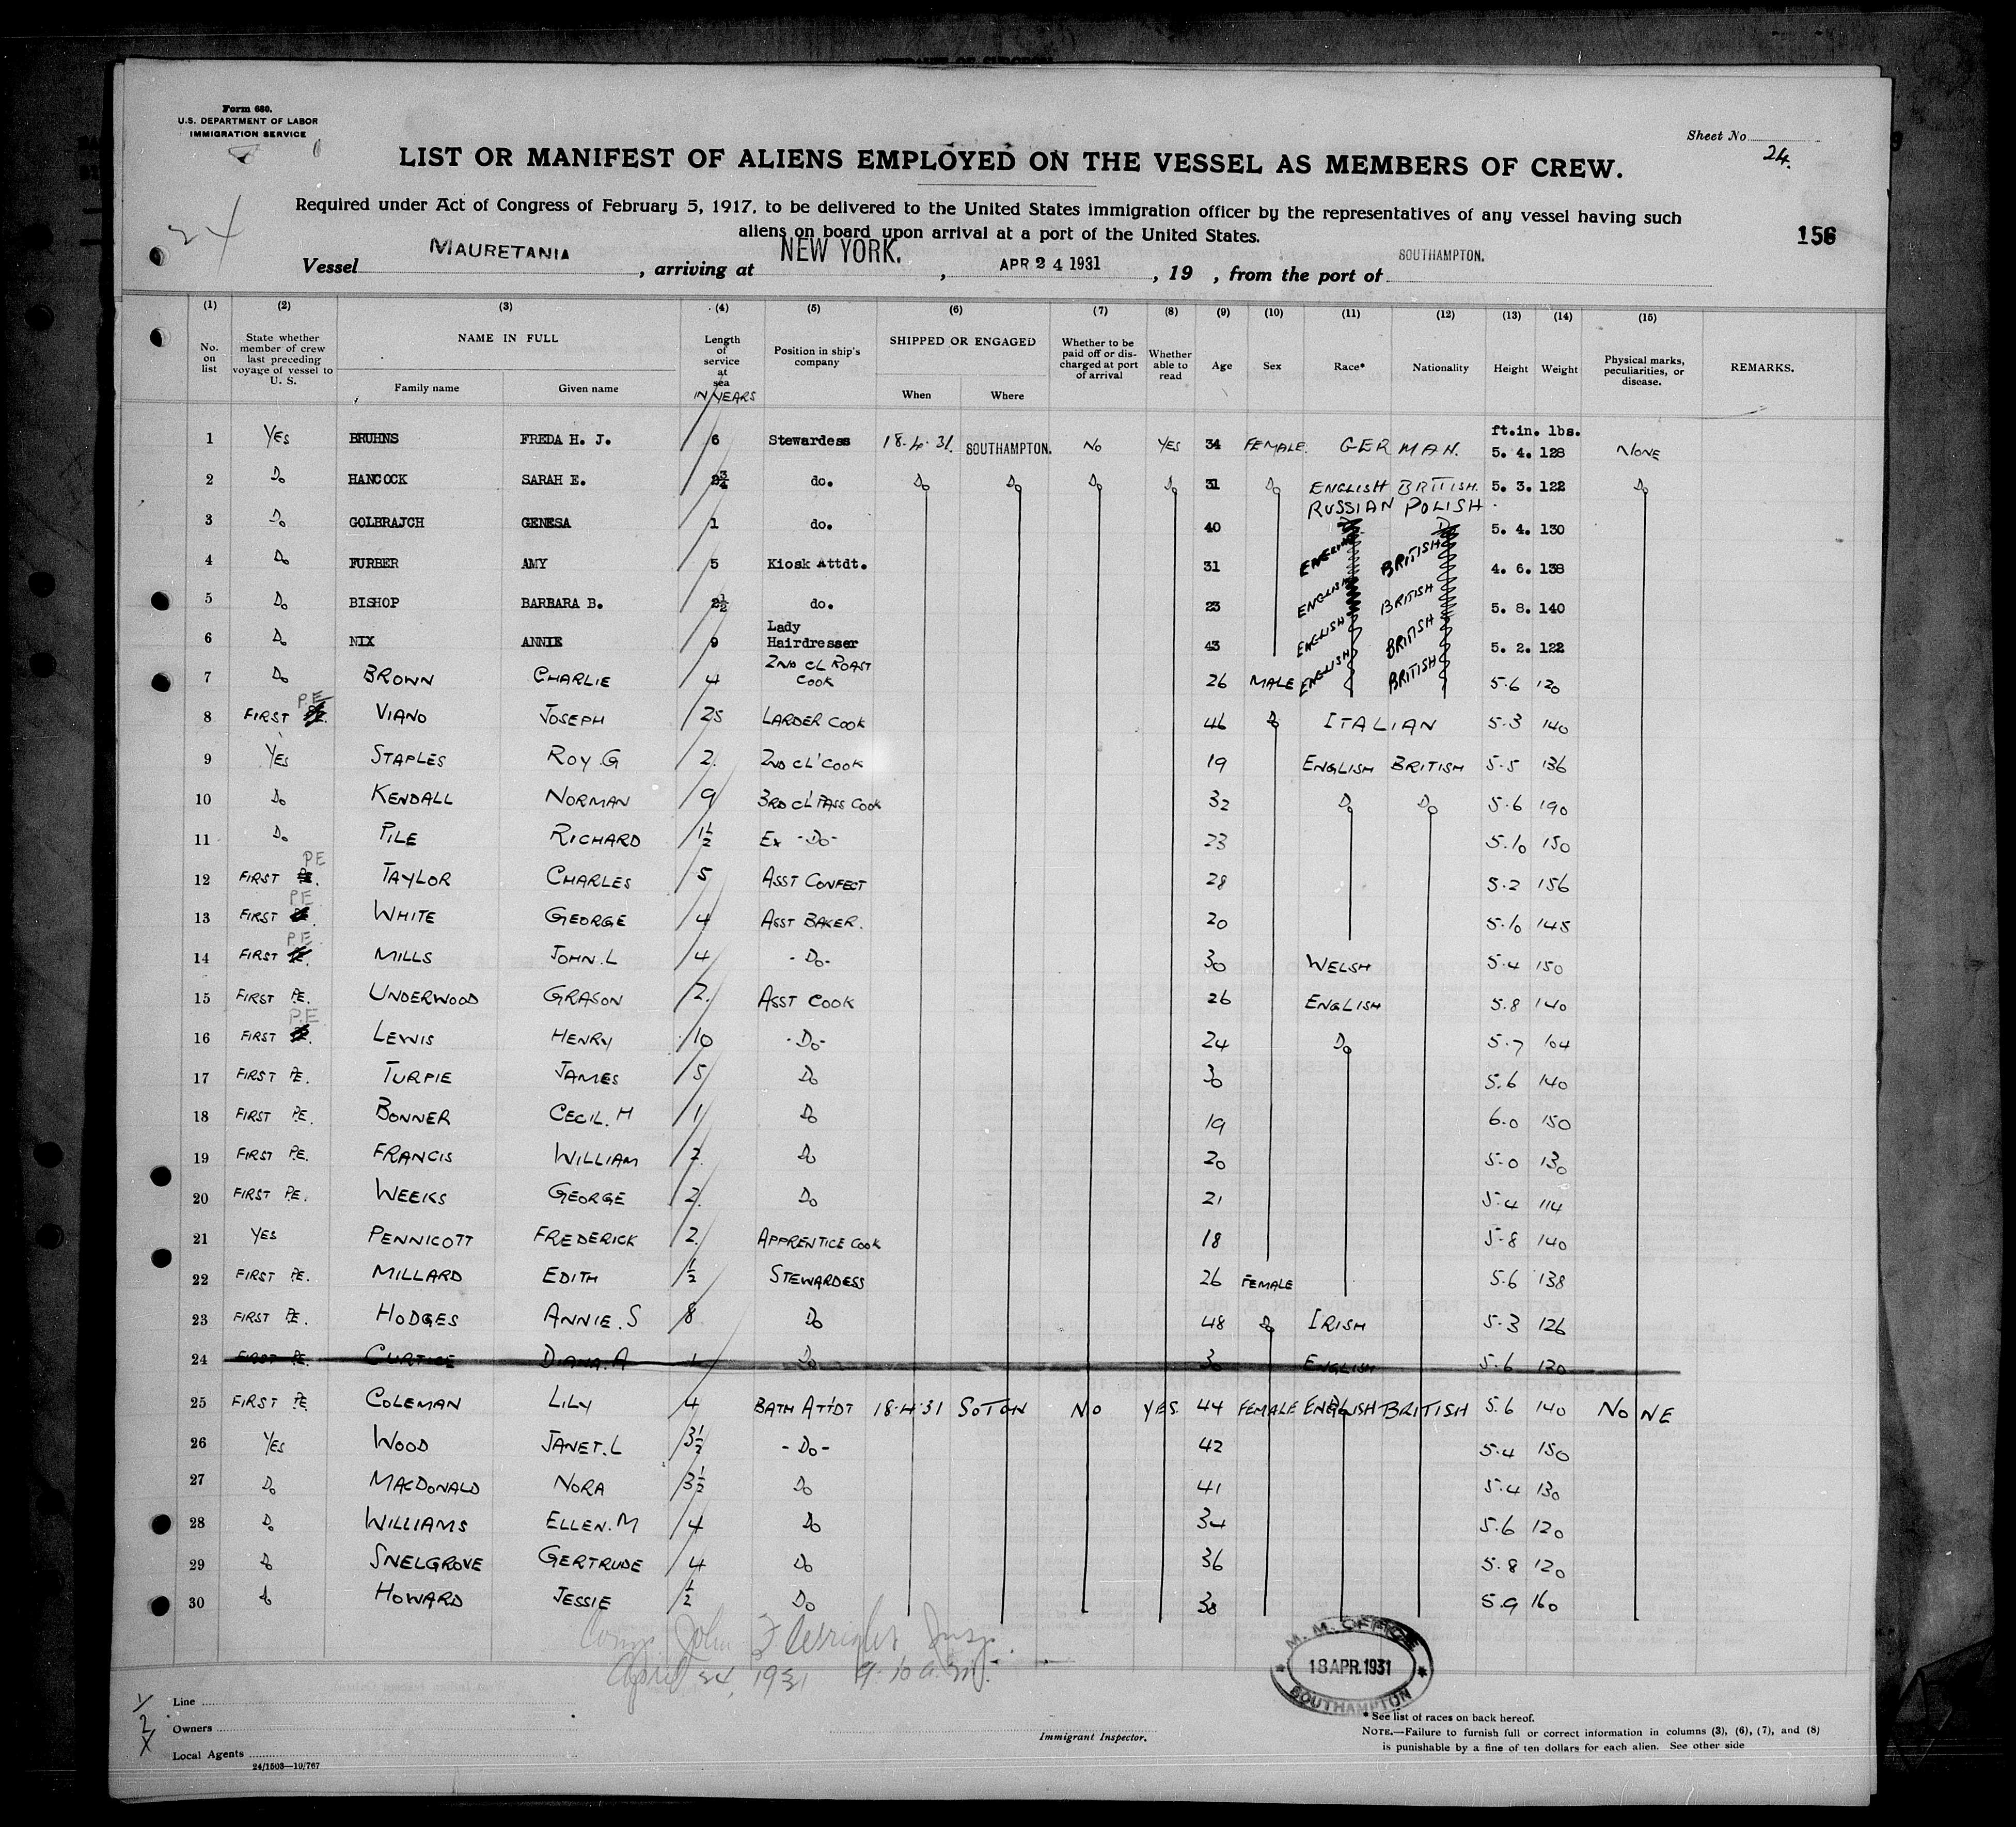 Form 680.
U.S. DEPARTMENT OF LABOR
IMMIGRATION SERVICE
Sheet No. 24.
LIST OR MANIFEST OF ALIENS EMPLOYED ON THE VESSEL AS MEMBERS OF CREW.
Required under Act of Congress of February 5, 1917, to be delivered to the United States immigration officer by the representatives of any vessel having such
aliens on board upon arrival at a port of the United States.
24
156
Vessel MAURETANIA, arriving at NEW YORK., APR 24 1931, 19 , from the port of SOUTHAMPTON.
(1) (2) (3) (4) (5) (6) (7) (8) (9) (10) (11) (12) (13) (14) (15)
No. on list State whether member of crew last preceding voyage of vessel to U. S. NAME IN FULL Family name Given name Length of service at sea IN YEARS Position in ship's company SHIPPED OR ENGAGED When Where Whether to be paid off or discharged at port of arrival Whether able to read Age Sex Race* Nationality Height Weight Physical marks, peculiarities, or disease. REMARKS.
ft.in. lbs.
1 YES BRUHNS FREDA H. J. 6 Stewardess 18.4.31. SOUTHAMPTON. NO YES 34 FEMALE. GERMAN. 5. 4. 128 NONE
2 Do HANCOCK SARAH E. 2¾ do. Do Do Do Do 31 Do ENGLISH BRITISH 5. 3. 122 Do
3 Do GOLBRAJCH GENESA 1 do. 40 RUSSIAN POLISH 5. 4. 130
4 Do FURBER AMY 5 Kiosk Attdt. 31 ENGLISH BRITISH 4. 6. 138
5 Do BISHOP BARBARA B. 2½ do. 23 ENGLISH BRITISH 5. 8. 140
6 Do NIX ANNIE 9 Lady Hairdresser 43 ENGLISH BRITISH 5. 2. 122
7 Do BROWN CHARLIE 4 2ND CL ROAST COOK 26 MALE ENGLISH BRITISH 5.6 120
8 FIRST P.E. VIANO JOSEPH 25 LARDER COOK 46 Do ITALIAN 5.3 140
9 YES STAPLES ROY.G 2. 2ND CL' COOK 19 ENGLISH BRITISH 5.5 136
10 Do KENDALL NORMAN 9 3RD CL' PASS COOK 32 Do Do 5.6 190
11 Do PILE RICHARD 1½ EX -DO- 23 5.10 150
12 FIRST PE TAYLOR CHARLES 5 ASST CONFECT 28 5.2 156
13 FIRST PE WHITE GEORGE 4 ASST BAKER. 20 5.10 145
14 FIRST P.E. MILLS JOHN.L 4 -Do- 30 WELSH 5.4 150
15 FIRST PE. UNDERWOOD GRASON 2. ASST COOK 26 ENGLISH 5.8 140
16 FIRST P.E LEWIS HENRY 10 -Do- 24 Do 5.7 104
17 FIRST PE. TURPIE JAMES 5 Do 30 5.6 140
18 FIRST PE. BONNER CECIL.H 1 Do 19 6.0 150
19 FIRST PE. FRANCIS WILLIAM 2. Do 20 5.0 130
20 FIRST PE. WEEKS GEORGE 2. Do 21 5.4 114
21 YES PENNICOTT FREDERICK 2. APPRENTICE COOK 18 5.8 140
22 FIRST PE. MILLARD EDITH ½ STEWARDESS 26 FEMALE 5.6 138
23 FIRST PE. HODGES ANNIE.S 8 Do 48 Do IRISH 5.3 126
24 FIRST PE. CURTICE DIANA.A 1 Do 30 ENGLISH 5.6 130
25 FIRST PE COLEMAN LILY 4 BATH ATTDT 18.4.31 SOTON NO YES. 44 FEMALE ENGLISH BRITISH 5.6 140 NONE
26 YES WOOD JANET.L 3½ -Do- 42 5.4 150
27 Do MACDONALD NORA 3½ Do 41 5.4 130
28 Do WILLIAMS ELLEN.M 4 Do 34 5.6 120
29 Do SNELGROVE GERTRUDE 4 Do 36 5.8 120
30 Do HOWARD JESSIE ½ Do 38 5.9 160
John F
April 24, 1931 9-10 a.m.
M. M. OFFICE
18 APR. 1931
SOUTHAMPTON
Line
Owners
Local Agents
24/1503—10/767
Immigrant Inspector.
* See list of races on back hereof.
NOTE.—Failure to furnish full or correct information in columns (3), (6), (7), and (8)
is punishable by a fine of ten dollars for each alien. See other side